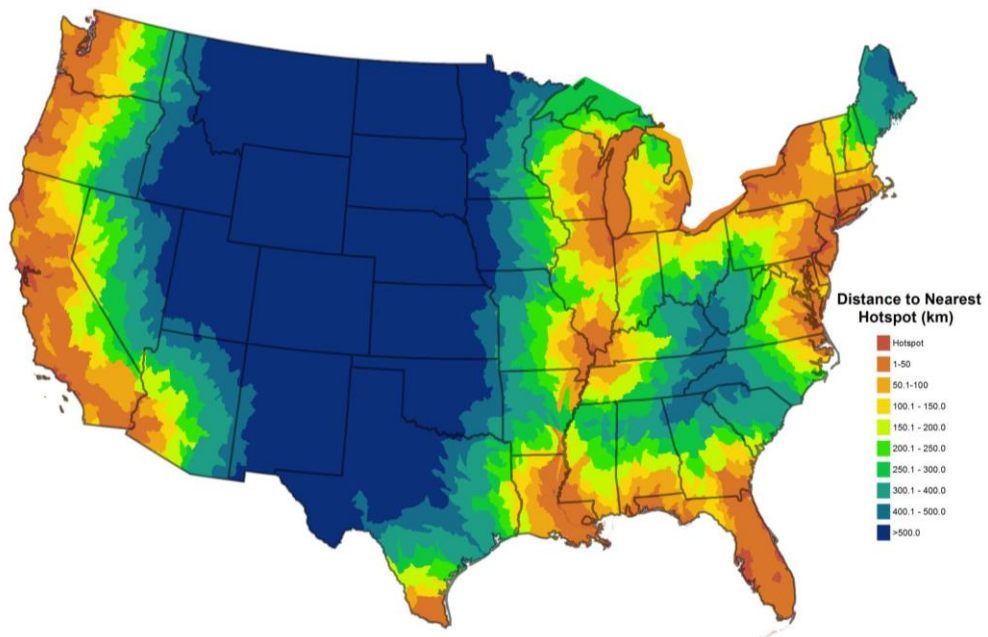 Distance to Nearest
Hotspot (km)
Hotspot
1-50
50.1-100
100.1 - 150.0
150.1 - 200.0
200.1 - 250.0
250.1 - 300.0
300.1 - 400.0
400.1 - 500.0
>500.0